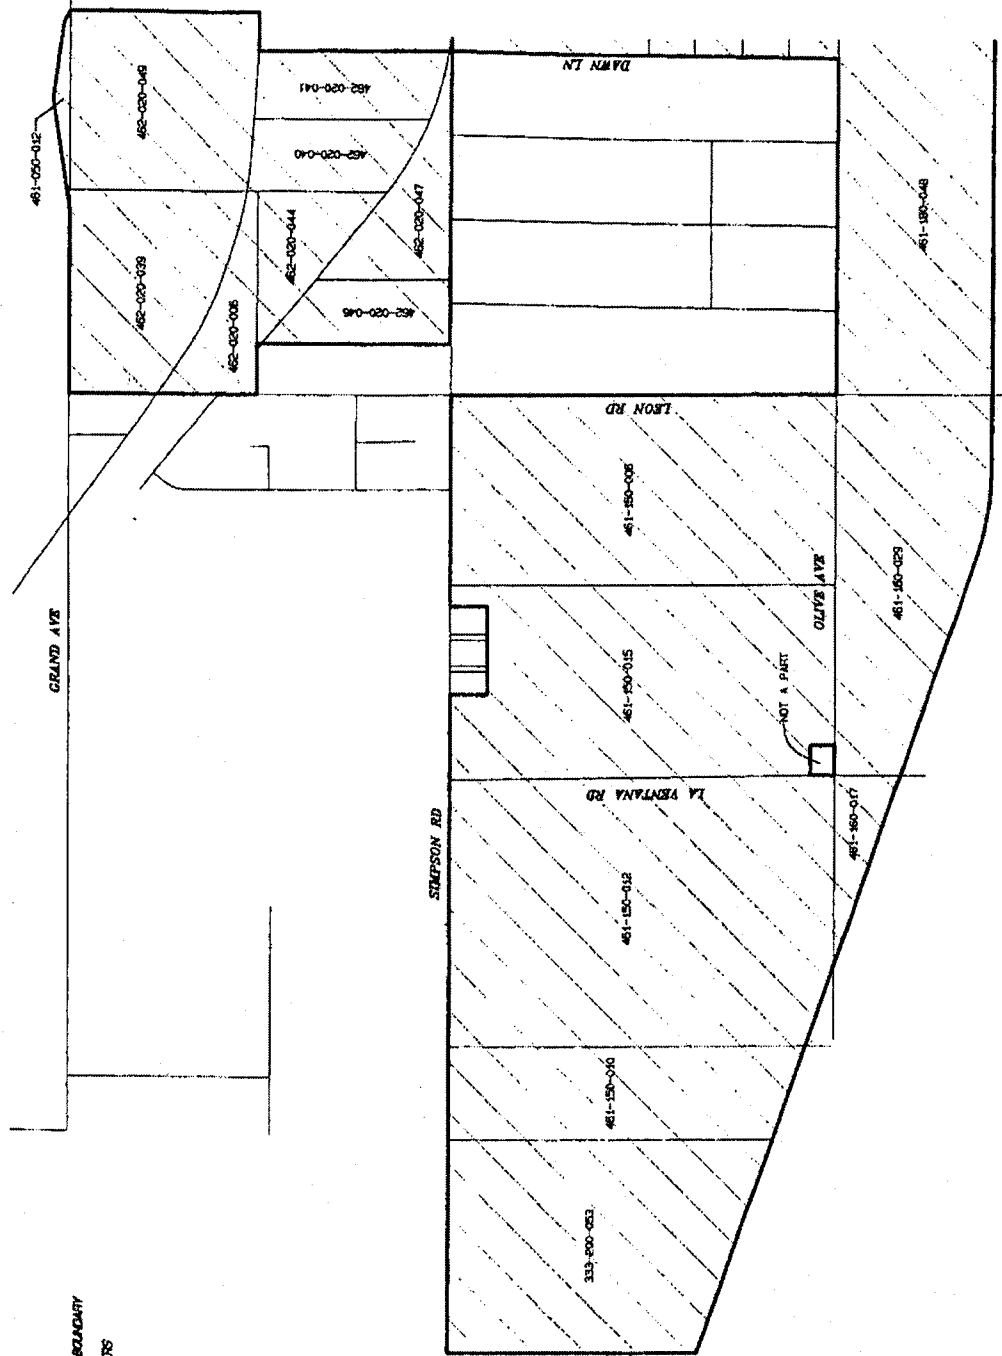 461-050-012
462-020-049
462-020-041
462-020-040
462-020-039
462-020-044
462-020-047
462-020-006
462-020-046
DAWN LN
461-180-048
LEON RD
GRAND AVE
461-150-006
OLIVE AVE
461-160-029
461-150-015
NOT A PART
LA VENTANA RD
SIMPSON RD
461-160-017
461-150-012
461-150-010
333-200-053
BOUNDARY